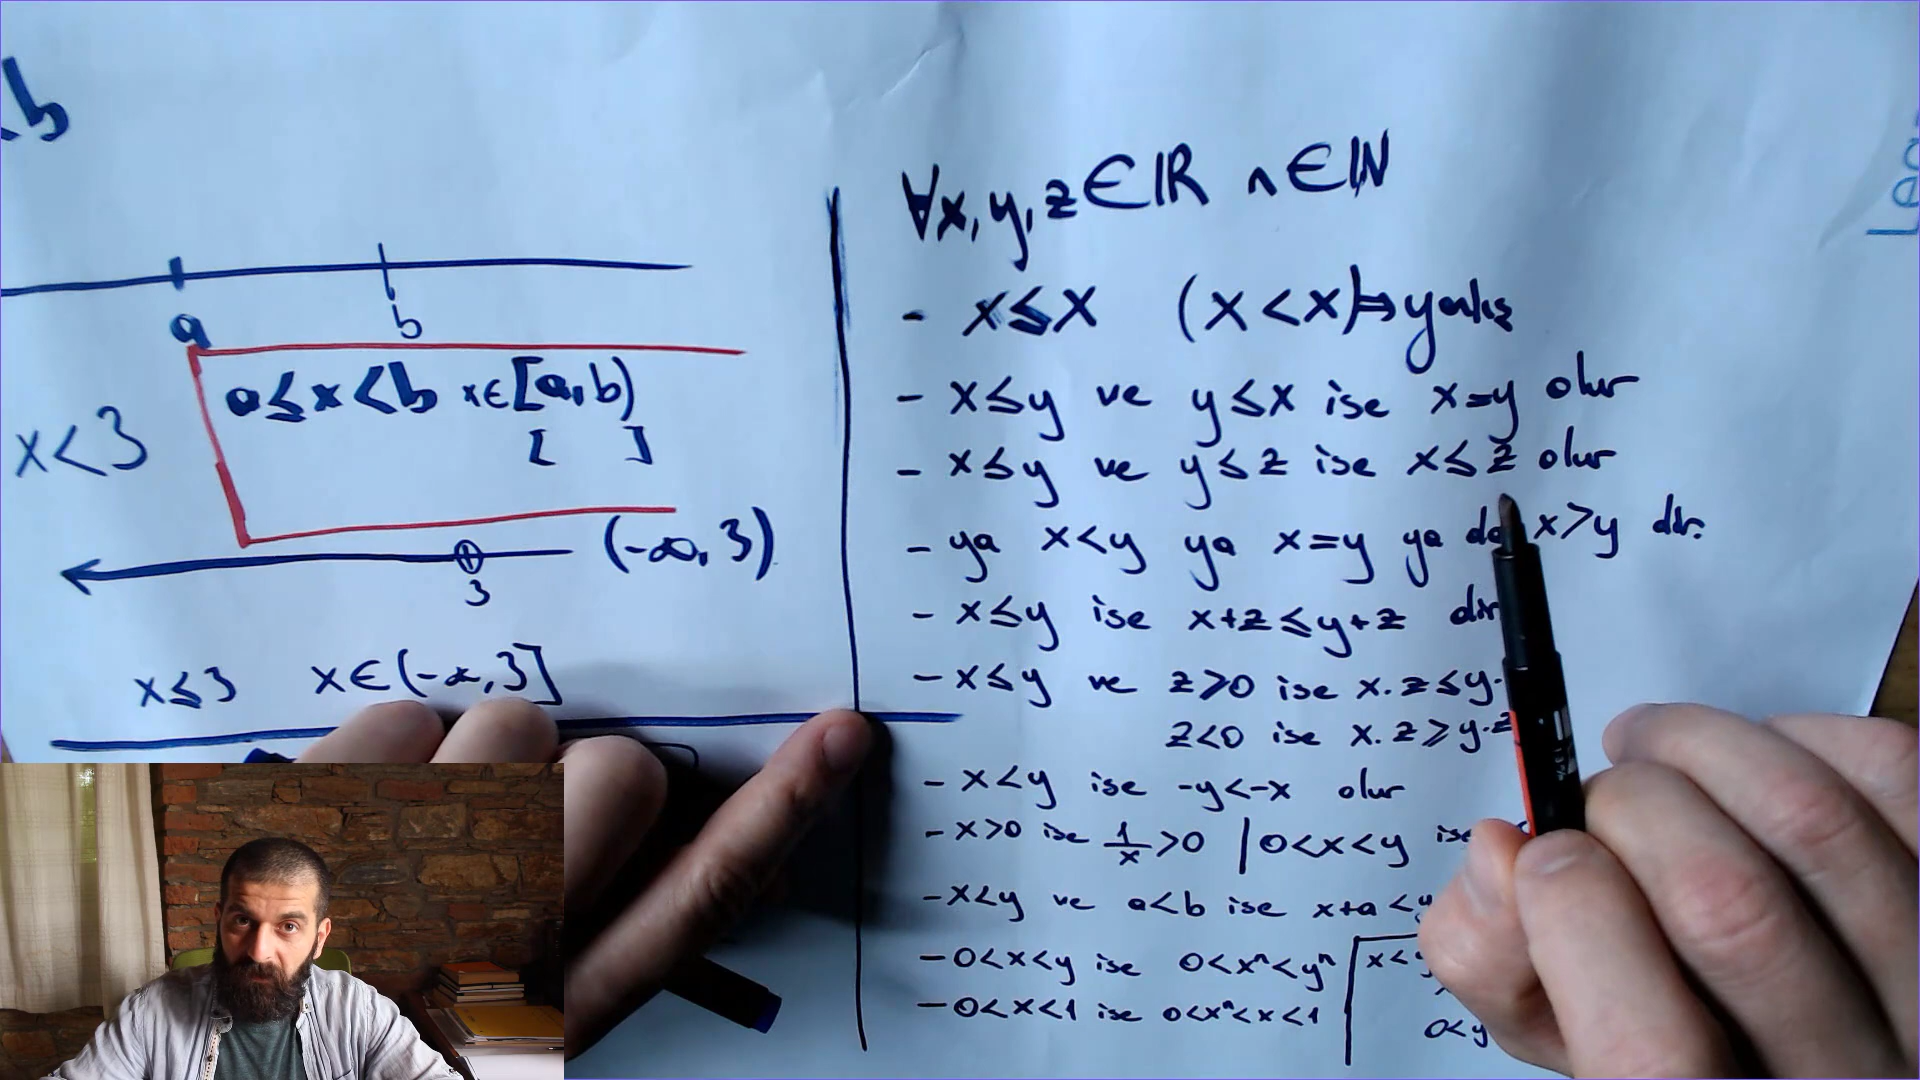 b
a
b
a≤x<b x∈[a,b)
[ ]
x<3
(-∞, 3)
3
x≤3 x∈(-∞,3]
∀x,y,z∈ℝ n∈ℕ
- x≤x (x<x)⇒yanlış
- x≤y ve y≤x ise x=y olur
- x≤y ve y≤z ise x≤z olur
- ya x<y ya x=y ya da x>y dir.
- x≤y ise x+z≤y+z dir
- x≤y ve z>0 ise x.z≤y.
z<0 ise x.z≥y.z
- x<y ise -y<-x olur
- x>0 ise 1/x>0 | 0<x<y ise
- x<y ve a<b ise x+a<y
- 0<x<y ise 0<xⁿ<yⁿ
- 0<x<1 ise 0<xⁿ<x<1
x<y
0<y